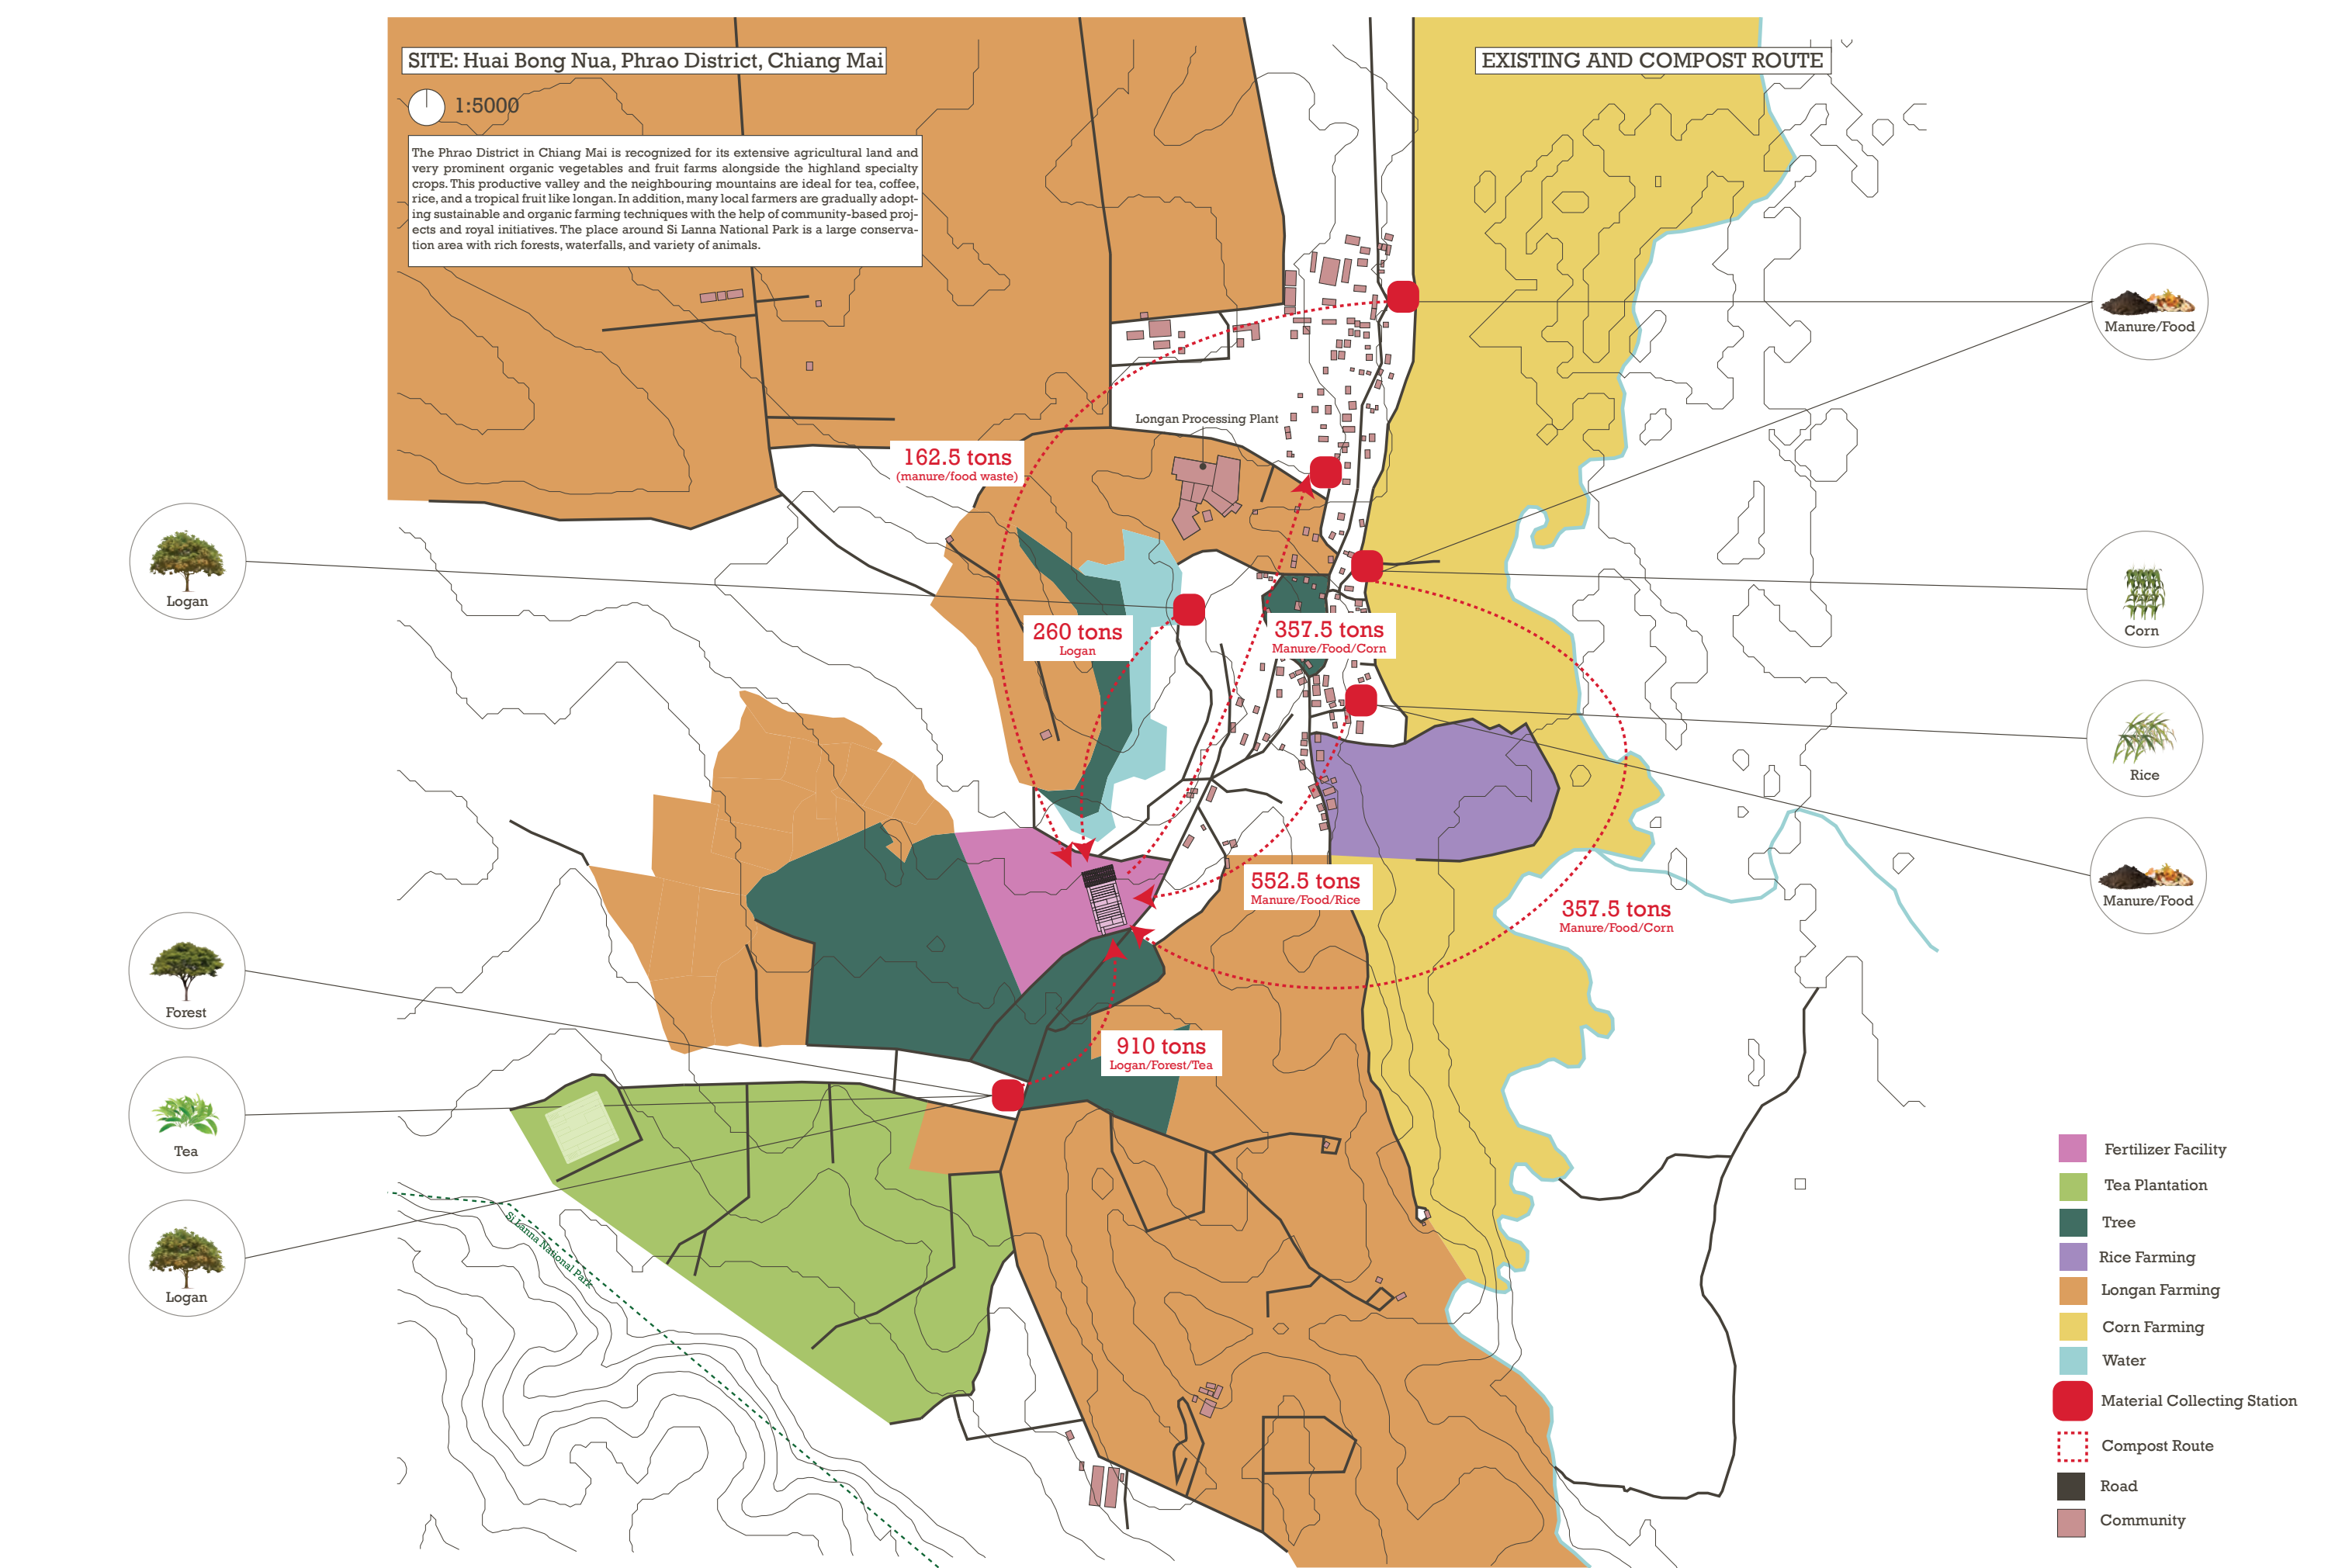 SITE: Huai Bong Nua, Phrao District, Chiang Mai
EXISTING AND COMPOST ROUTE
1:5000
The Phrao District in Chiang Mai is recognized for its extensive agricultural land and
very prominent organic vegetables and fruit farms alongside the highland specialty
crops. This productive valley and the neighbouring mountains are ideal for tea, coffee,
rice, and a tropical fruit like longan. In addition, many local farmers are gradually adopt-
ing sustainable and organic farming techniques with the help of community-based proj-
ects and royal initiatives. The place around Si Lanna National Park is a large conserva-
tion area with rich forests, waterfalls, and variety of animals.
Manure/Food
Longan Processing Plant
162.5 tons
(manure/food waste)
Logan
Corn
260 tons
Logan
357.5 tons
Manure/Food/Corn
Rice
552.5 tons
Manure/Food/Rice
357.5 tons
Manure/Food/Corn
Manure/Food
Forest
910 tons
Logan/Forest/Tea
Tea
Si Lanna National Park
Logan
Fertilizer Facility
Tea Plantation
Tree
Rice Farming
Longan Farming
Corn Farming
Water
Material Collecting Station
Compost Route
Road
Community